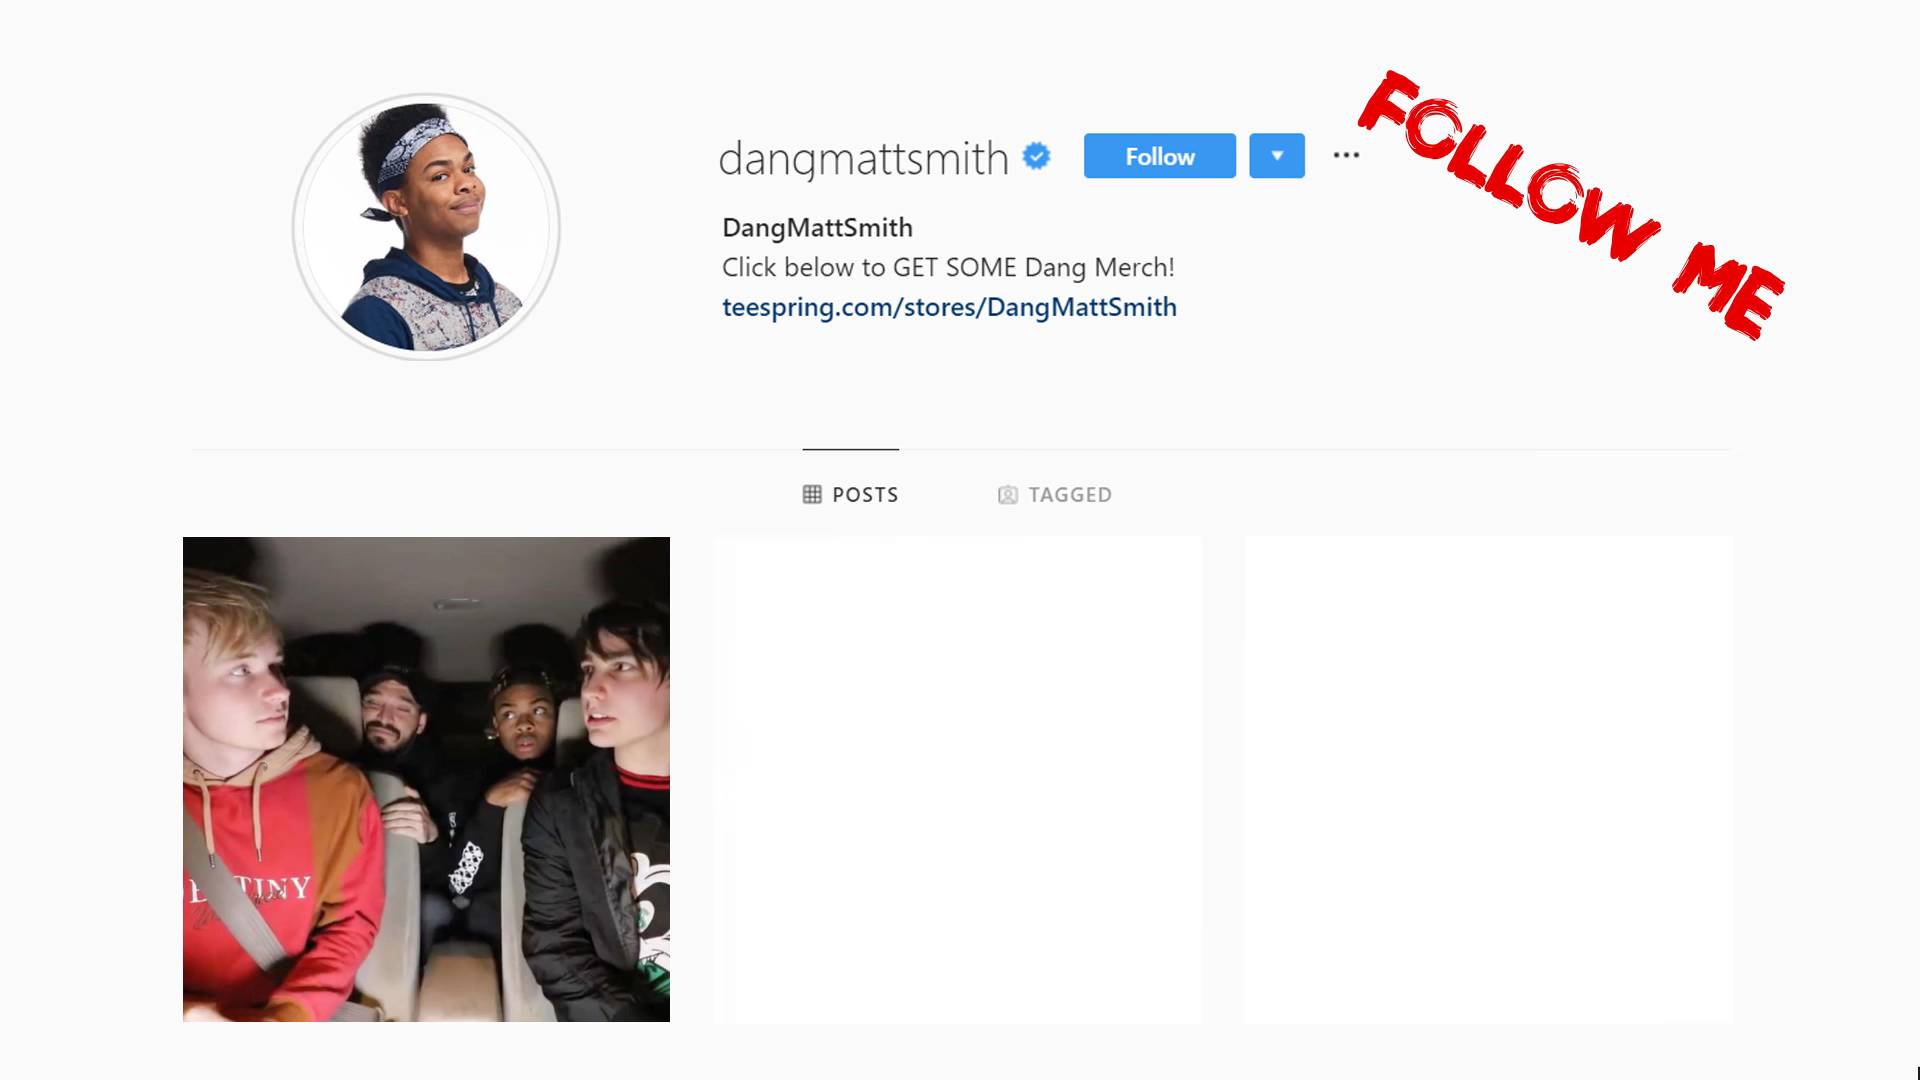 dangmattsmith
Follow
FOLLOW ME
DangMattSmith
Click below to GET SOME Dang Merch!
teespring.com/stores/DangMattSmith
POSTS
TAGGED